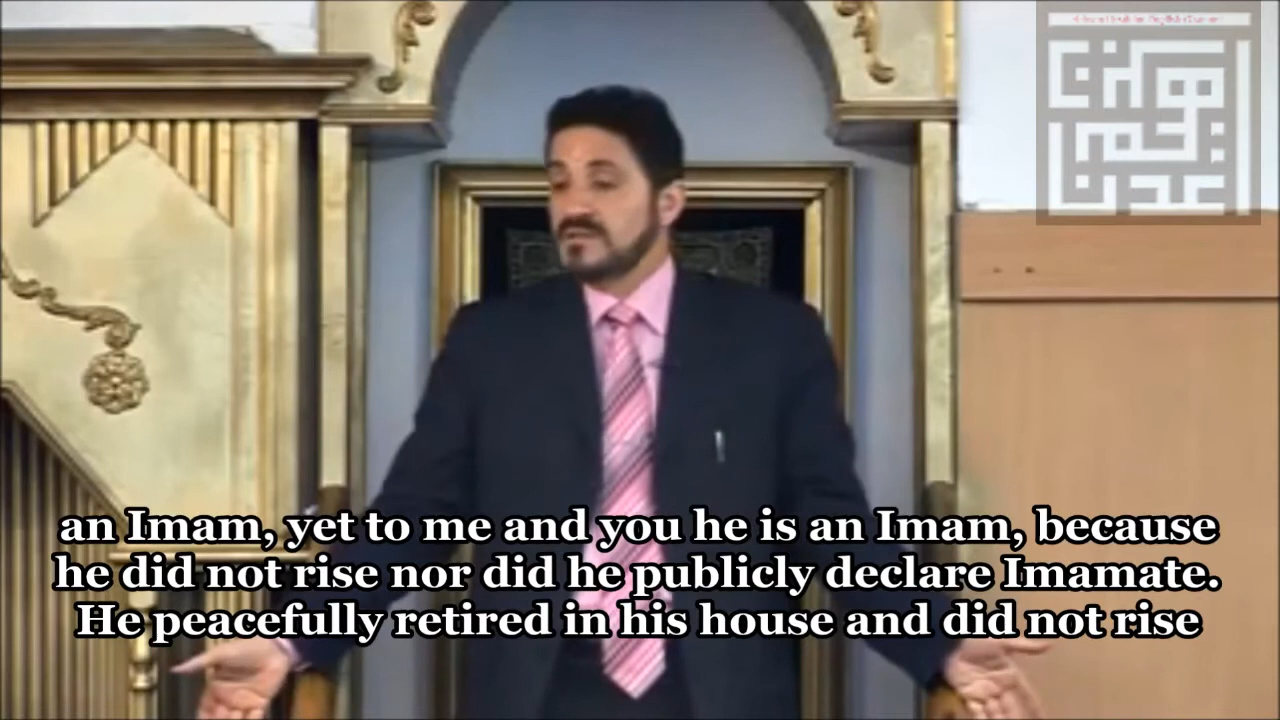 an Imam, yet to me and you he is an Imam, because
he did not rise nor did he publicly declare Imamate.
He peacefully retired in his house and did not rise